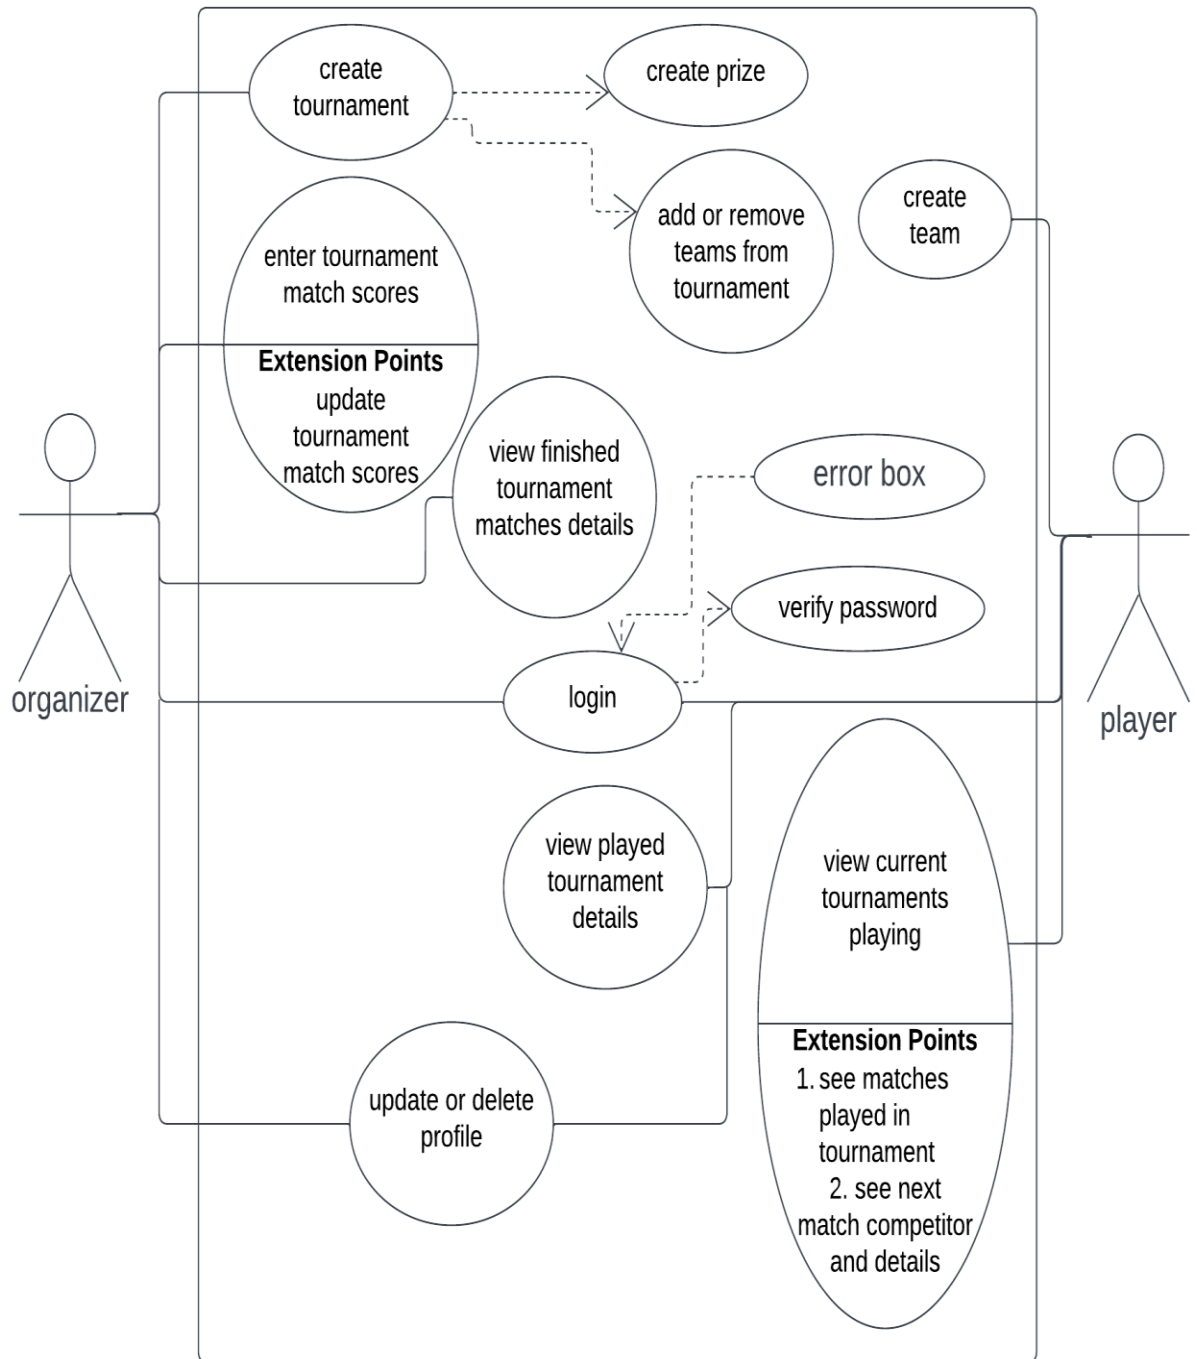 create
tournament
create prize
add or remove
teams from
tournament
create
team
enter tournament
match scores
Extension Points
update
tournament
match scores
view finished
tournament
matches details
error box
verify password
organizer
login
player
view played
tournament
details
view current
tournaments
playing
Extension Points
1. see matches
played in
tournament
2. see next
match competitor
and details
update or delete
profile